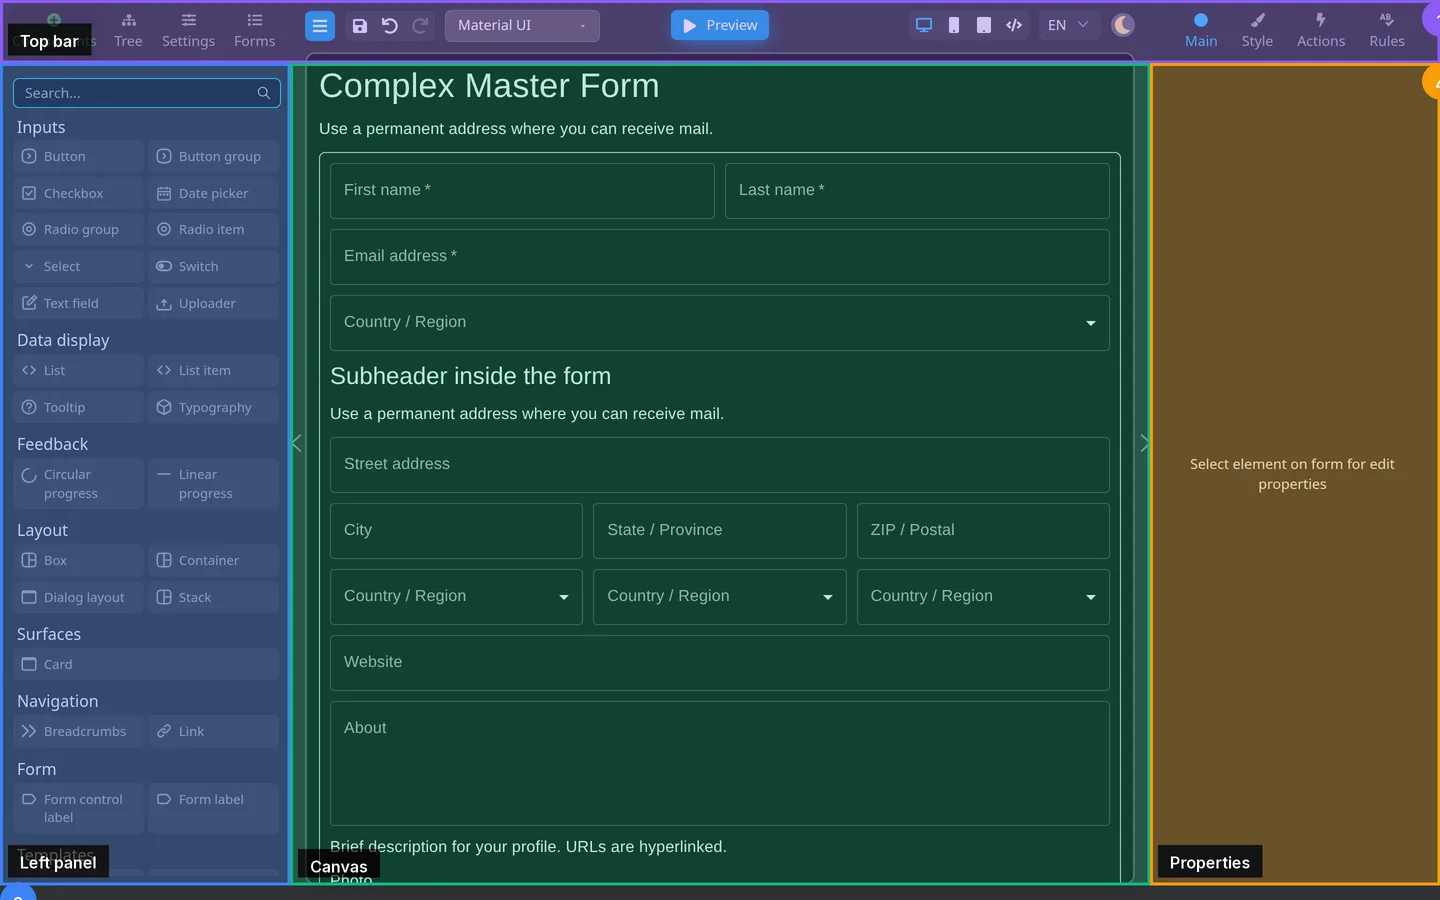 Top bar
Tree
Settings
Forms
Material UI
Preview
EN
Main
Style
Actions
Rules
Search...
Inputs
Button
Button group
Checkbox
Date picker
Radio group
Radio item
Select
Switch
Text field
Uploader
Data display
List
List item
Tooltip
Typography
Feedback
Circular
progress
Linear
progress
Layout
Box
Container
Dialog layout
Stack
Surfaces
Card
Navigation
Breadcrumbs
Link
Form
Form control
label
Form label
Templates
Left panel
Complex Master Form
Use a permanent address where you can receive mail.
First name *
Last name *
Email address *
Country / Region
Subheader inside the form
Use a permanent address where you can receive mail.
Street address
City
State / Province
ZIP / Postal
Country / Region
Country / Region
Country / Region
Website
About
Brief description for your profile. URLs are hyperlinked.
Canvas
Photo
Select element on form for edit
properties
Properties